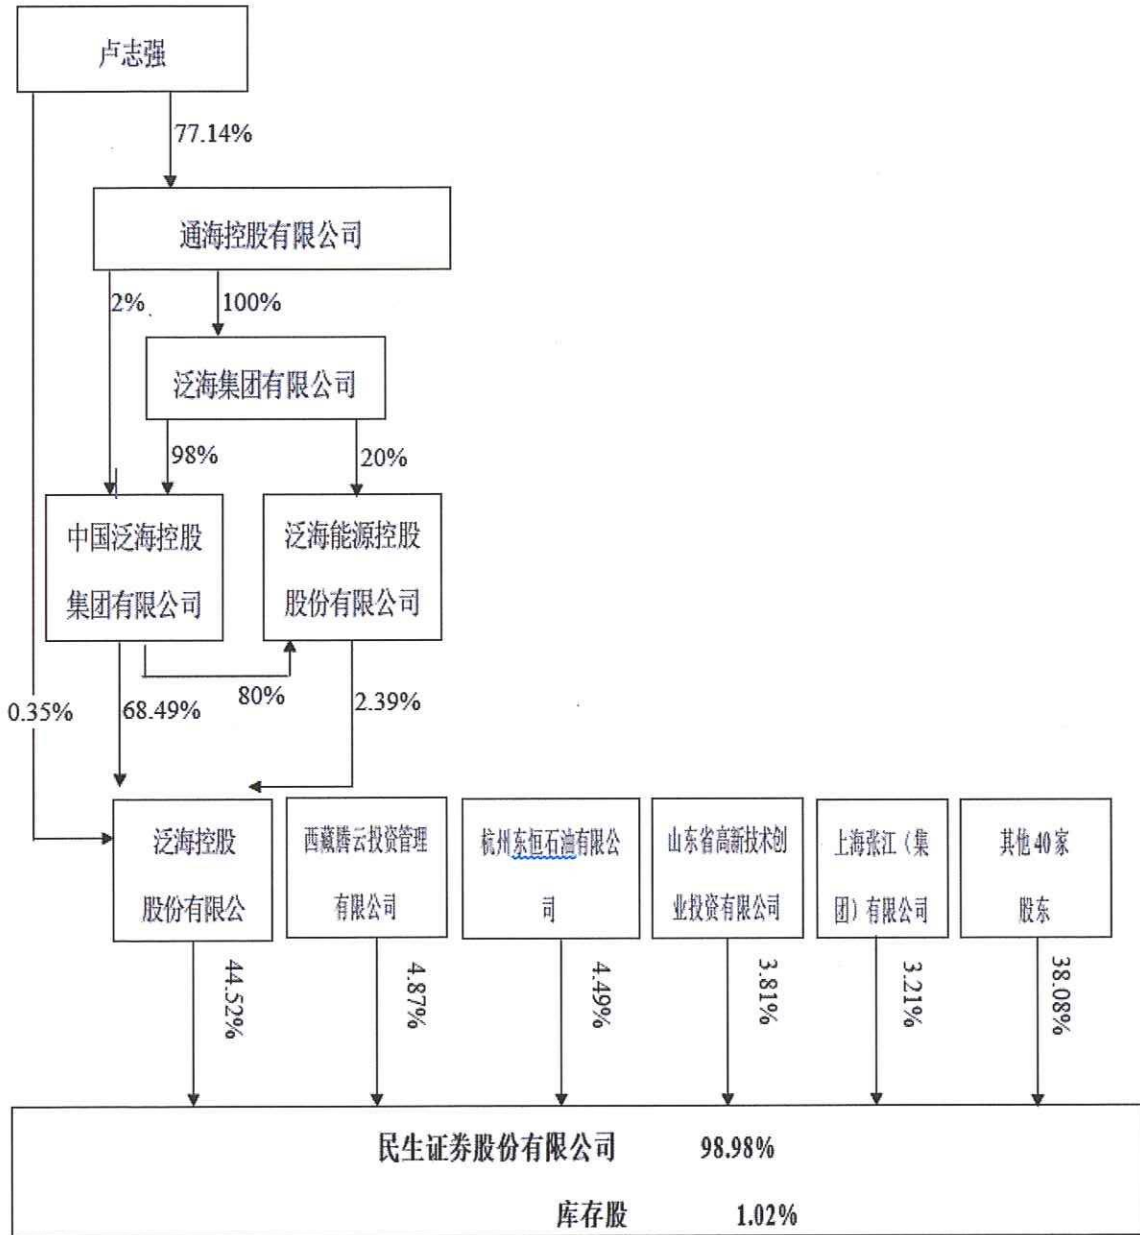 卢志强
77.14%
通海控股有限公司
2%
100%
泛海集团有限公司
98%
20%
中国泛海控股
集团有限公司
泛海能源控股
股份有限公司
0.35%
68.49%
80%
2.39%
泛海控股
股份有限公
西藏腾云投资管理
有限公司
杭州东恒石油有限公
司
山东省高新技术创
业投资有限公司
上海张江（集
团）有限公司
其他40家
股东
44.52%
4.87%
4.49%
3.81%
3.21%
38.08%
民生证券股份有限公司 98.98%
库存股 1.02%